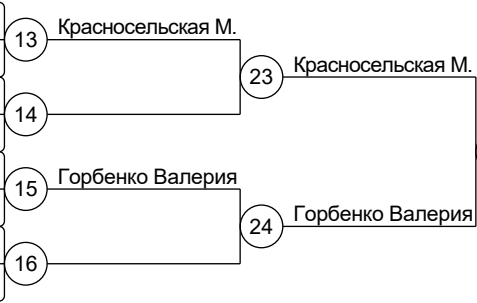 13 Красносельская М.
23 Красносельская М.
14
15 Горбенко Валерия
24 Горбенко Валерия
16